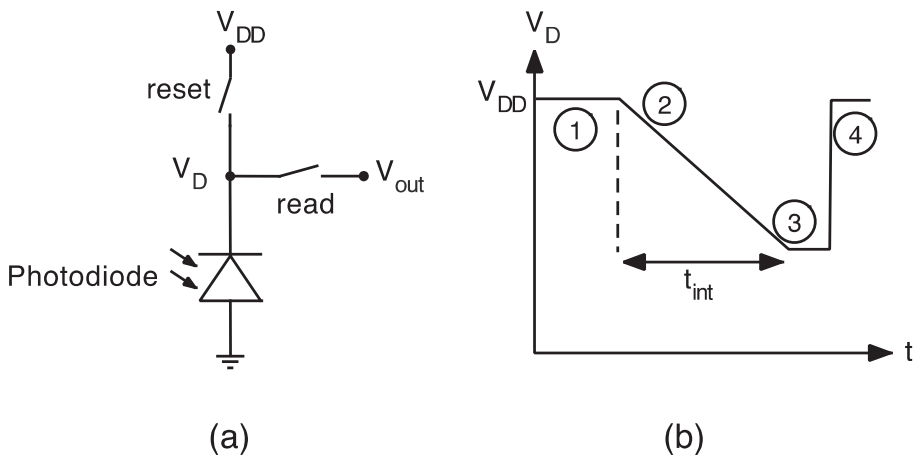 V_DD
reset
V_D
V_out
read
Photodiode
(a)
V_D
V_DD
1
2
3
4
t_int
t
(b)